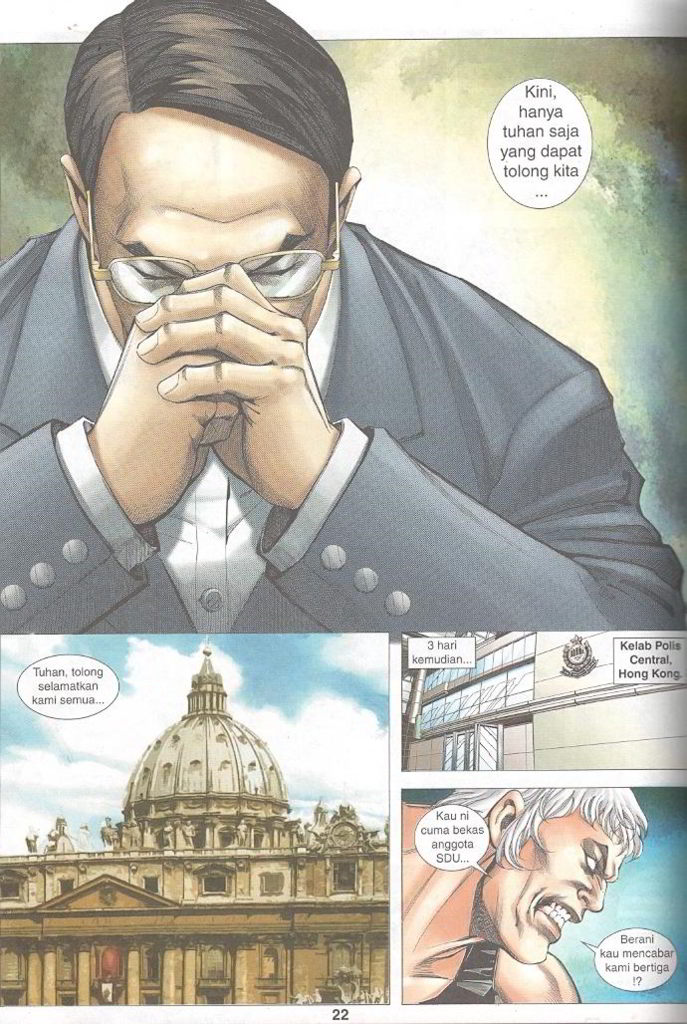 Kini,
hanya
tuhan saja
yang dapat
tolong kita
...
Tuhan, tolong
selamatkan
kami semua...
3 hari
kemudian...
Kelab Polis
Central,
Hong Kong.
Kau ni
cuma bekas
anggota
SDU...
Berani
kau mencabar
kami bertiga
!?
22